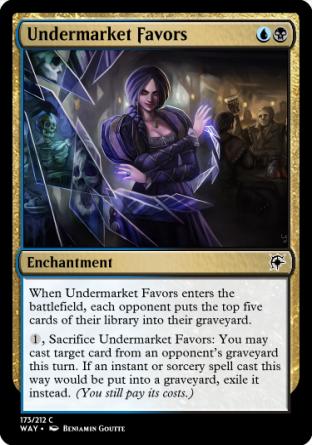 Undermarket Favors
Enchantment
When Undermarket Favors enters the
battlefield, each opponent puts the top five
cards of their library into their graveyard.
1, Sacrifice Undermarket Favors: You may
cast target card from an opponent's graveyard
this turn. If an instant or sorcery spell cast this
way would be put into a graveyard, exile it
instead. (You still pay its costs.)
173/212 C
WAY • Benjamin Goutte